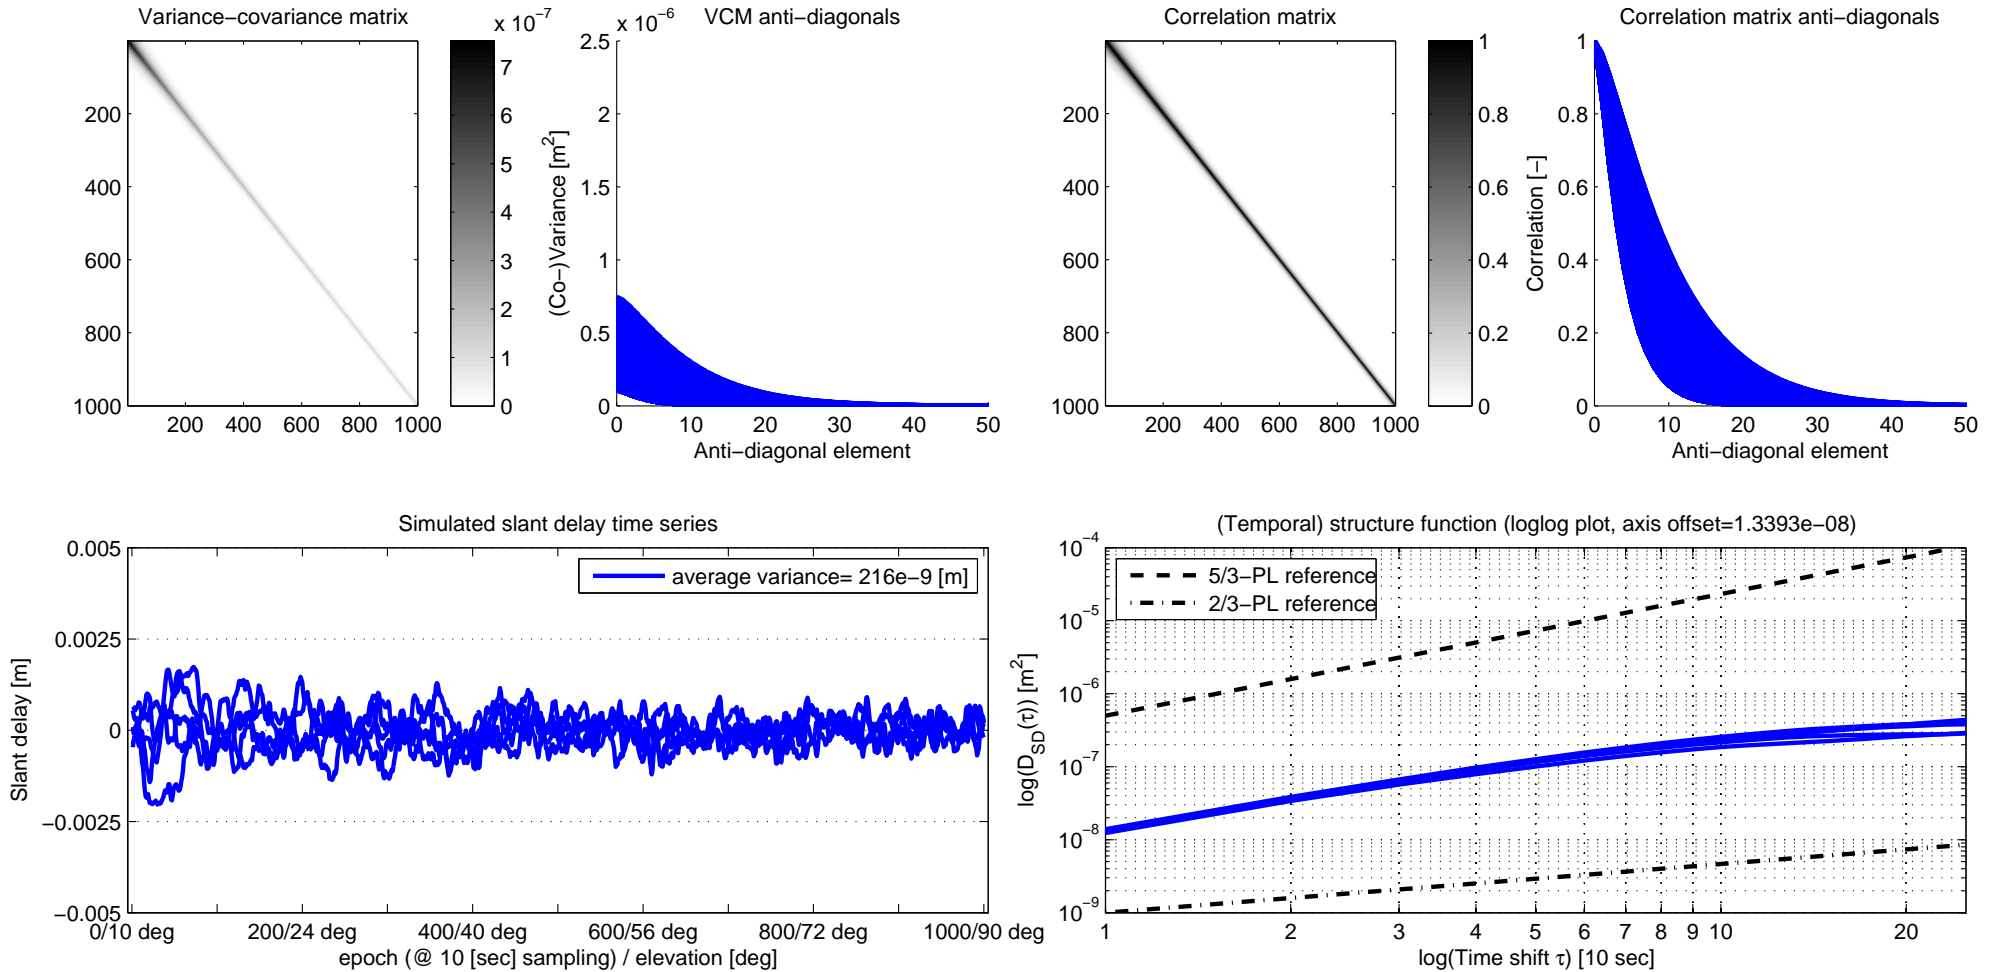 Variance−covariance matrix
x 10−7
200
400
600
800
1000
200 400 600 800 1000
7
6
5
4
3
2
1
0
x 10−6
VCM anti−diagonals
2.5
2
1.5
1
0.5
0
(Co−)Variance [m2]
0 10 20 30 40 50
Anti−diagonal element
Correlation matrix
200
400
600
800
1000
200 400 600 800 1000
1
0.8
0.6
0.4
0.2
0
Correlation matrix anti−diagonals
1
0.8
0.6
0.4
0.2
0
Correlation [−]
0 10 20 30 40 50
Anti−diagonal element
Simulated slant delay time series
0.005
0.0025
0
−0.0025
−0.005
Slant delay [m]
average variance= 216e−9 [m]
0/10 deg 200/24 deg 400/40 deg 600/56 deg 800/72 deg 1000/90 deg
epoch (@ 10 [sec] sampling) / elevation [deg]
(Temporal) structure function (loglog plot, axis offset=1.3393e−08)
10−4
10−5
10−6
10−7
10−8
10−9
log(DSD(τ)) [m2]
5/3−PL reference
2/3−PL reference
1 2 3 4 5 6 7 8 9 10 20
log(Time shift τ) [10 sec]